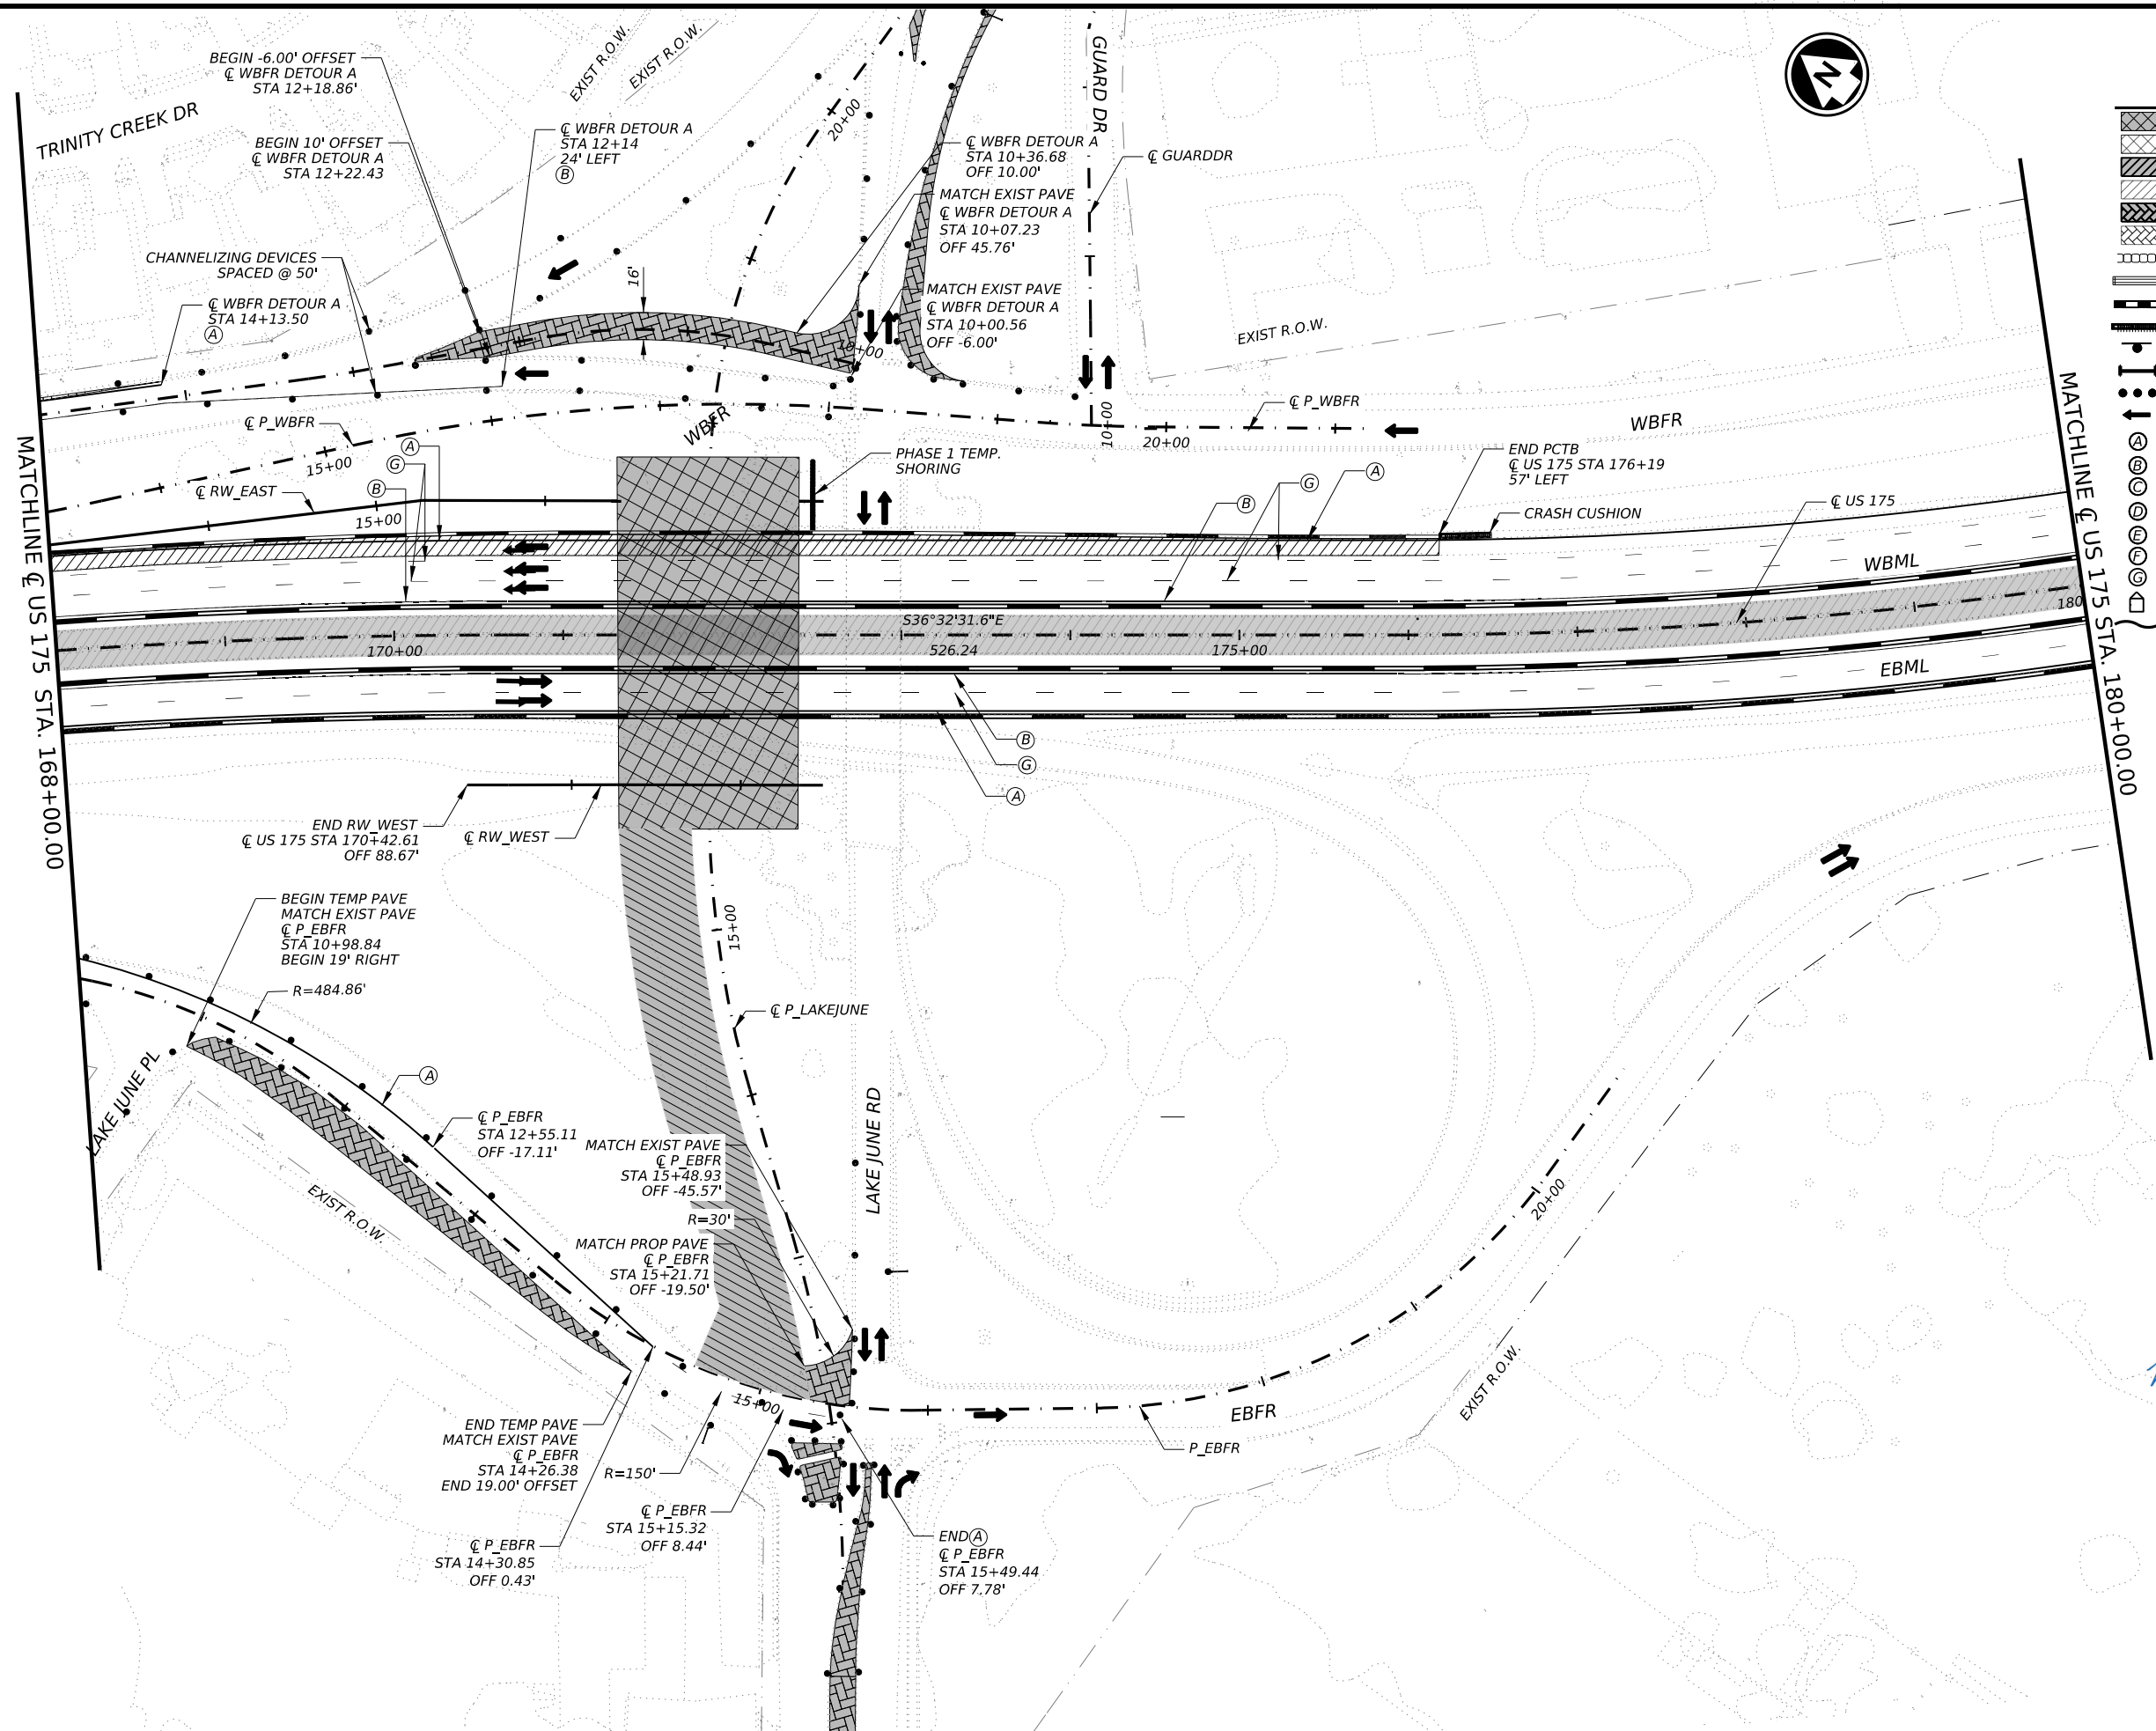 BEGIN -6.00' OFFSET
℄ WBFR DETOUR A
STA 12+18.86'
TRINITY CREEK DR
BEGIN 10' OFFSET
℄ WBFR DETOUR A
STA 12+22.43
℄ WBFR DETOUR A
STA 12+14
24' LEFT
B
EXIST R.O.W.
EXIST R.O.W.
20+00
GUARD DR
℄ WBFR DETOUR A
STA 10+36.68
OFF 10.00'
℄ GUARDDR
MATCH EXIST PAVE
℄ WBFR DETOUR A
STA 10+07.23
OFF 45.76'
N
CHANNELIZING DEVICES
SPACED @ 50'
℄ WBFR DETOUR A
STA 14+13.50
A
16'
MATCH EXIST PAVE
℄ WBFR DETOUR A
STA 10+00.56
OFF -6.00'
10+00
EXIST R.O.W.
℄ P_WBFR
15+00
WBFR
℄ P_WBFR
10+00
20+00
WBFR
A
G
B
℄ RW_EAST
15+00
PHASE 1 TEMP.
SHORING
B
G
A
END PCTB
℄ US 175 STA 176+19
57' LEFT
CRASH CUSHION
℄ US 175
WBML
180
S36°32'31.6"E
170+00
526.24
175+00
EBML
MATCHLINE ℄ US 175 STA. 168+00.00
MATCHLINE ℄ US 175 STA. 180+00.00
A
B
C
D
E
F
G
B
G
A
END RW_WEST
℄ US 175 STA 170+42.61
OFF 88.67'
℄ RW_WEST
BEGIN TEMP PAVE
MATCH EXIST PAVE
℄ P_EBFR
STA 10+98.84
BEGIN 19' RIGHT
R=484.86'
15+00
℄ P_LAKEJUNE
LAKE JUNE PL
A
℄ P_EBFR
STA 12+55.11
OFF -17.11'
MATCH EXIST PAVE
℄ P_EBFR
STA 15+48.93
OFF -45.57'
R=30'
MATCH PROP PAVE
℄ P_EBFR
STA 15+21.71
OFF -19.50'
LAKE JUNE RD
EXIST R.O.W.
20+00
EXIST R.O.W.
15+00
EBFR
P_EBFR
END TEMP PAVE
MATCH EXIST PAVE
℄ P_EBFR
STA 14+26.38
END 19.00' OFFSET
R=150'
℄ P_EBFR
STA 15+15.32
OFF 8.44'
℄ P_EBFR
STA 14+30.85
OFF 0.43'
END A
℄ P_EBFR
STA 15+49.44
OFF 7.78'